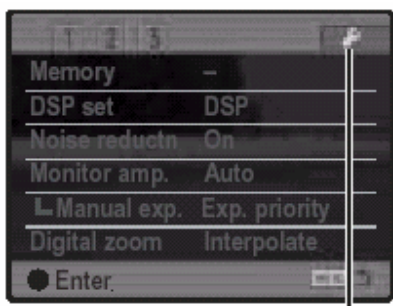 1 2 3
Memory –
DSP set DSP
Noise reductn On
Monitor amp. Auto
Manual exp. Exp. priority
Digital zoom Interpolate
Enter